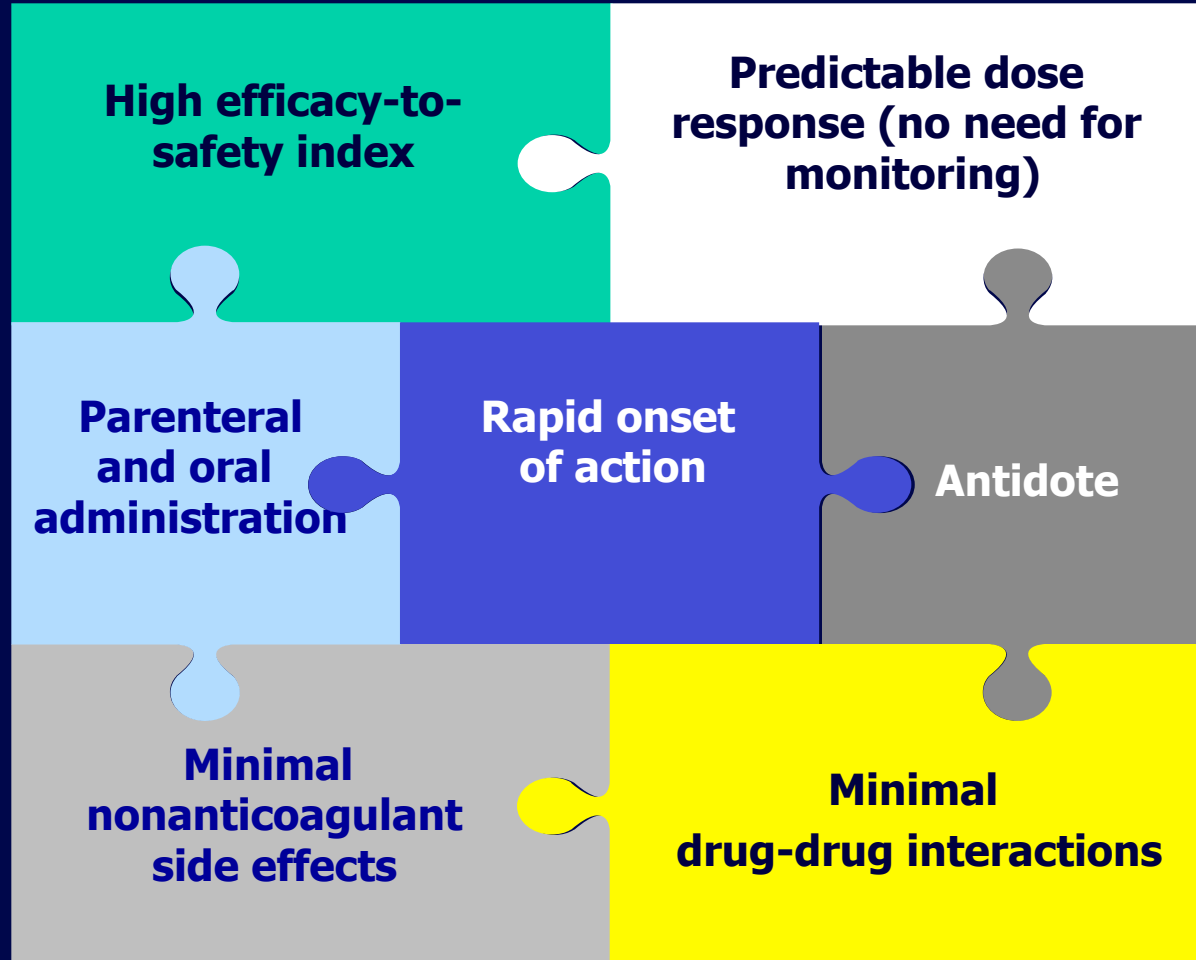 High efficacy-to-
safety index
Predictable dose
response (no need for
monitoring)
Parenteral
and oral
administration
Rapid onset
of action
Antidote
Minimal
nonanticoagulant
side effects
Minimal
drug-drug interactions